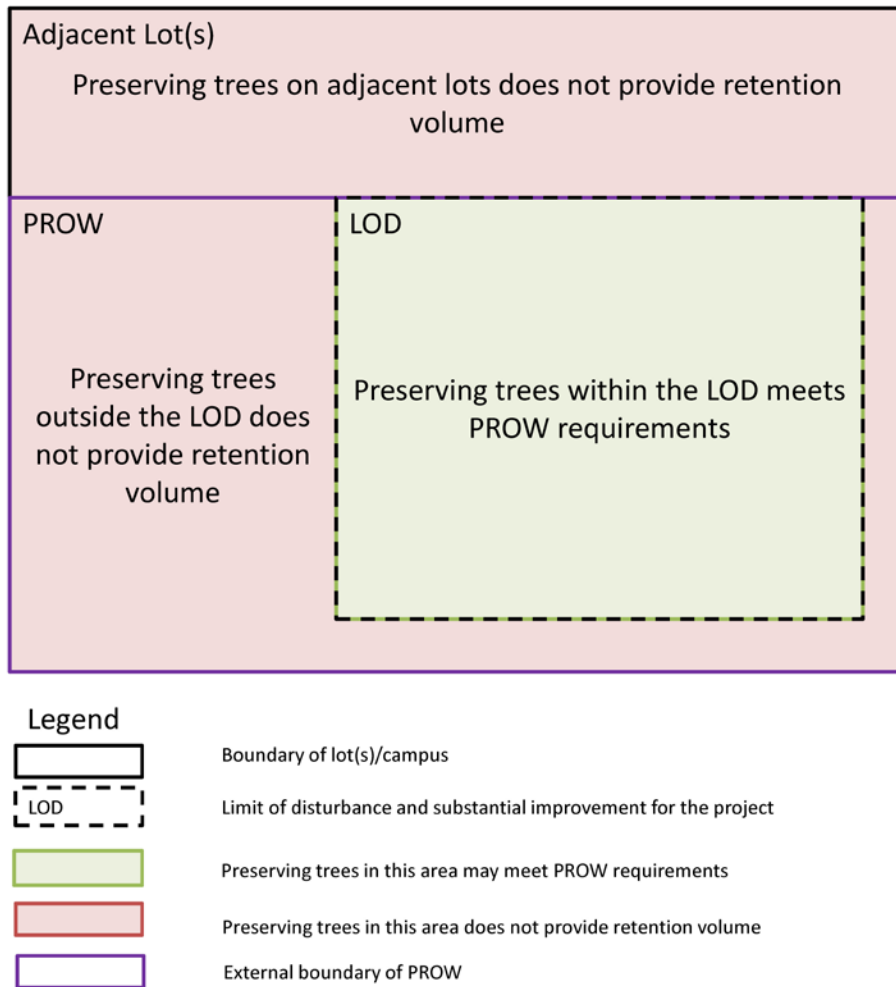 Adjacent Lot(s)
Preserving trees on adjacent lots does not provide retention
volume
PROW
LOD
Preserving trees
outside the LOD does
not provide retention
volume
Preserving trees within the LOD meets
PROW requirements
Legend
Boundary of lot(s)/campus
LOD
Limit of disturbance and substantial improvement for the project
Preserving trees in this area may meet PROW requirements
Preserving trees in this area does not provide retention volume
External boundary of PROW